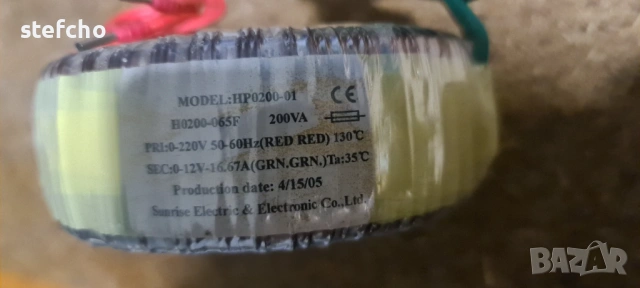 stefcho
MODEL:HP0200-01 CE
H0200-065F 200VA
PRI:0-220V 50-60Hz(RED RED) 130℃
SEC:0-12V-16.67A(GRN.GRN.)Ta:35℃
Production date: 4/15/05
Sunrise Electric & Electronic Co.,Ltd.
BAZAR